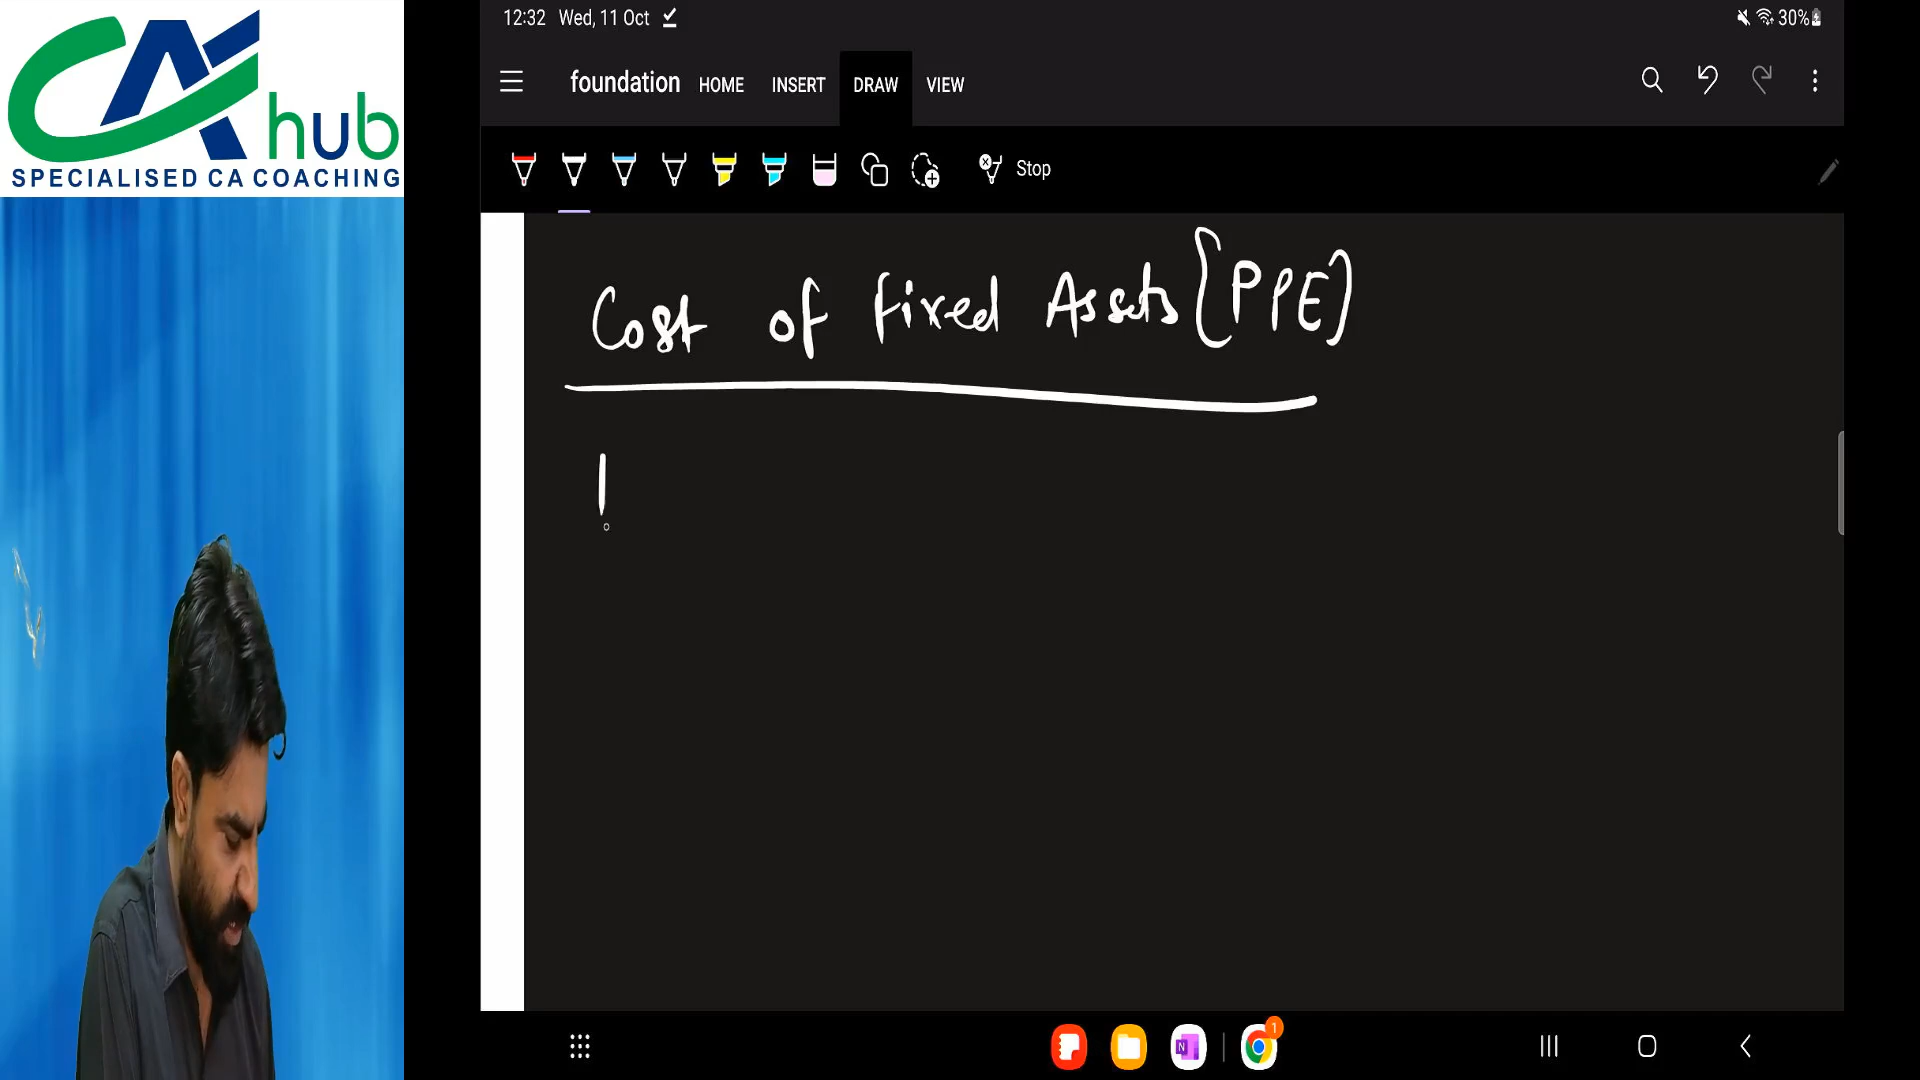 CA hub
SPECIALISED CA COACHING
12:32 Wed, 11 Oct
30%
foundation HOME INSERT DRAW VIEW
Stop
Cost of fixed Assets {PPE)
1